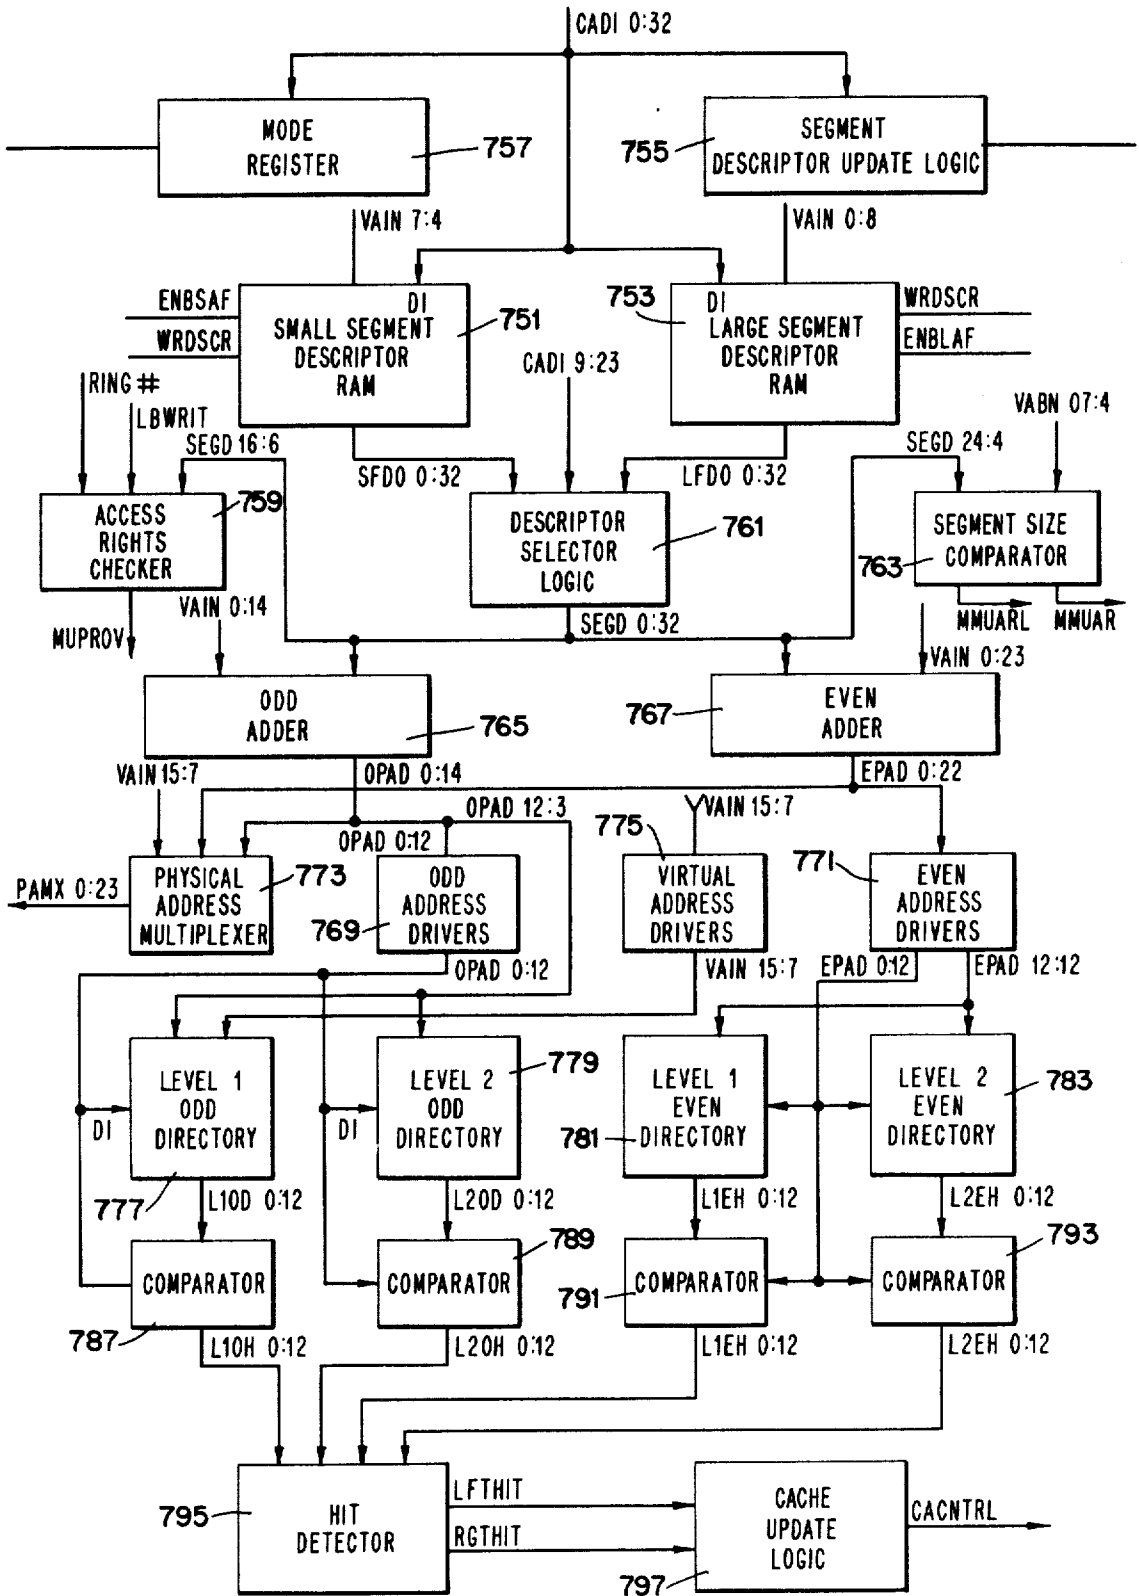 CADI 0:32
MODE
REGISTER
757
755
SEGMENT
DESCRIPTOR UPDATE LOGIC
VAIN 7:4
VAIN 0:8
ENBSAF
WRDSCR
DI
SMALL SEGMENT
DESCRIPTOR
RAM
751
753
DI
LARGE SEGMENT
DESCRIPTOR
RAM
WRDSCR
ENBLAF
CADI 9:23
RING #
LBWRIT
SEGD 16:6
SFDO 0:32
LFDO 0:32
SEGD 24:4
VABN 07:4
ACCESS
RIGHTS
CHECKER
759
DESCRIPTOR
SELECTOR
LOGIC
761
SEGMENT SIZE
COMPARATOR
763
MUPROV
VAIN 0:14
SEGD 0:32
MMUARL
MMUAR
VAIN 0:23
ODD
ADDER
765
767
EVEN
ADDER
VAIN 15:7
OPAD 0:14
EPAD 0:22
OPAD 12:3
OPAD 0:12
775
VAIN 15:7
771
PAMX 0:23
PHYSICAL
ADDRESS
MULTIPLEXER
773
769
ODD
ADDRESS
DRIVERS
VIRTUAL
ADDRESS
DRIVERS
EVEN
ADDRESS
DRIVERS
OPAD 0:12
VAIN 15:7
EPAD 0:12
EPAD 12:12
DI
LEVEL 1
ODD
DIRECTORY
777
DI
LEVEL 2
ODD
DIRECTORY
779
LEVEL 1
EVEN
DIRECTORY
781
LEVEL 2
EVEN
DIRECTORY
783
L1OD 0:12
L2OD 0:12
L1EH 0:12
L2EH 0:12
COMPARATOR
787
COMPARATOR
789
COMPARATOR
791
COMPARATOR
793
L1OH 0:12
L2OH 0:12
L1EH 0:12
L2EH 0:12
795
HIT
DETECTOR
LFTHIT
RGTHIT
CACHE
UPDATE
LOGIC
797
CACNTRL